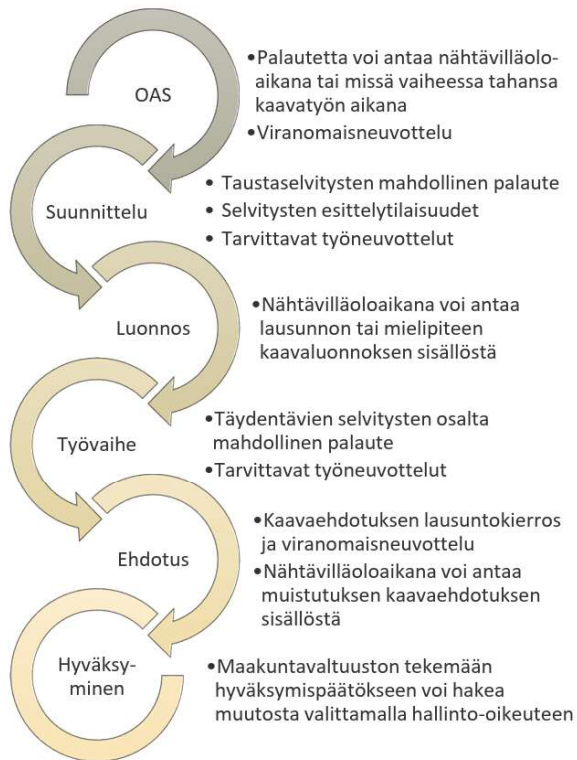 OAS
•Palautetta voi antaa nähtävilläolo-
aikana tai missä vaiheessa tahansa
kaavatyön aikana
•Viranomaisneuvottelu
Suunnittelu
• Taustaselvitysten mahdollinen palaute
• Selvitysten esittelytilaisuudet
• Tarvittavat työneuvottelut
Luonnos
•Nähtävilläoloaikana voi antaa
lausunnon tai mielipiteen
kaavaluonnoksen sisällöstä
Työvaihe
•Täydentävien selvitysten osalta
mahdollinen palaute
•Tarvittavat työneuvottelut
Ehdotus
•Kaavaehdotuksen lausuntokierros
ja viranomaisneuvottelu
•Nähtävilläoloaikana voi antaa
muistutuksen kaavaehdotuksen
sisällöstä
Hyväksy-
minen
•Maakuntavaltuuston tekemään
hyväksymispäätökseen voi hakea
muutosta valittamalla hallinto-oikeuteen